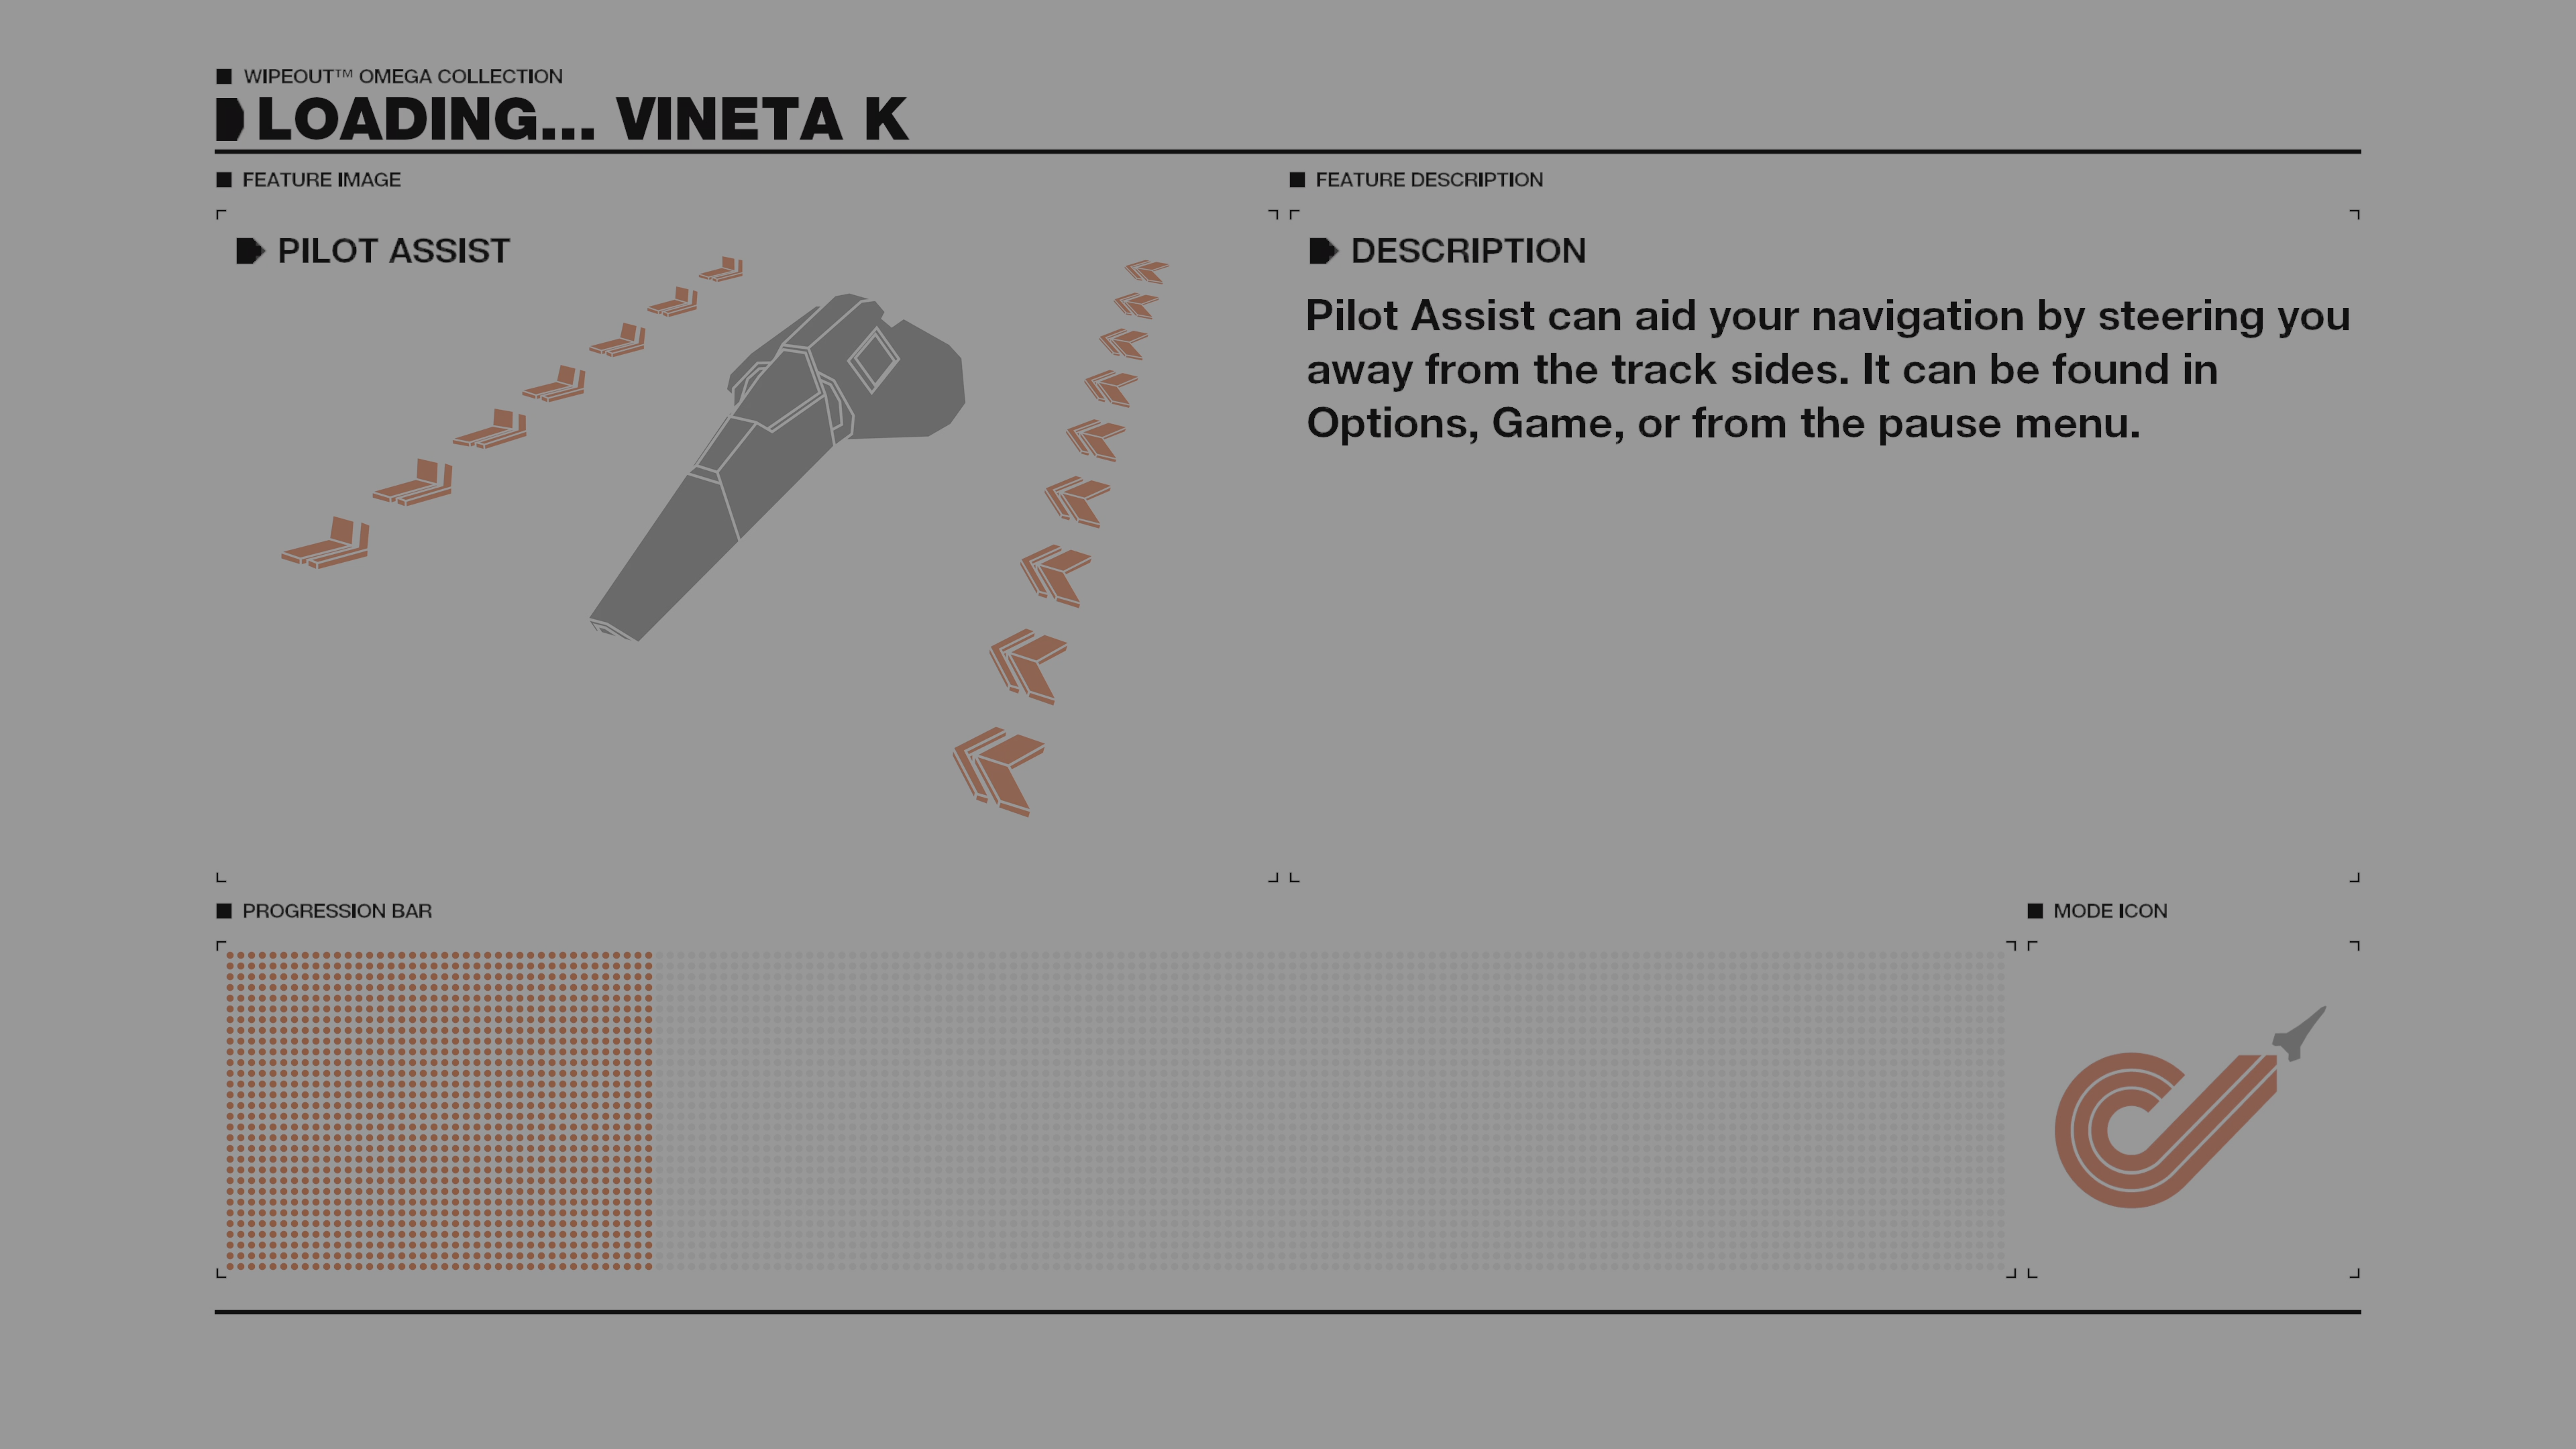 WIPEOUT™ OMEGA COLLECTION
LOADING... VINETA K
FEATURE IMAGE
PILOT ASSIST
FEATURE DESCRIPTION
DESCRIPTION
Pilot Assist can aid your navigation by steering you
away from the track sides. It can be found in
Options, Game, or from the pause menu.
PROGRESSION BAR
MODE ICON